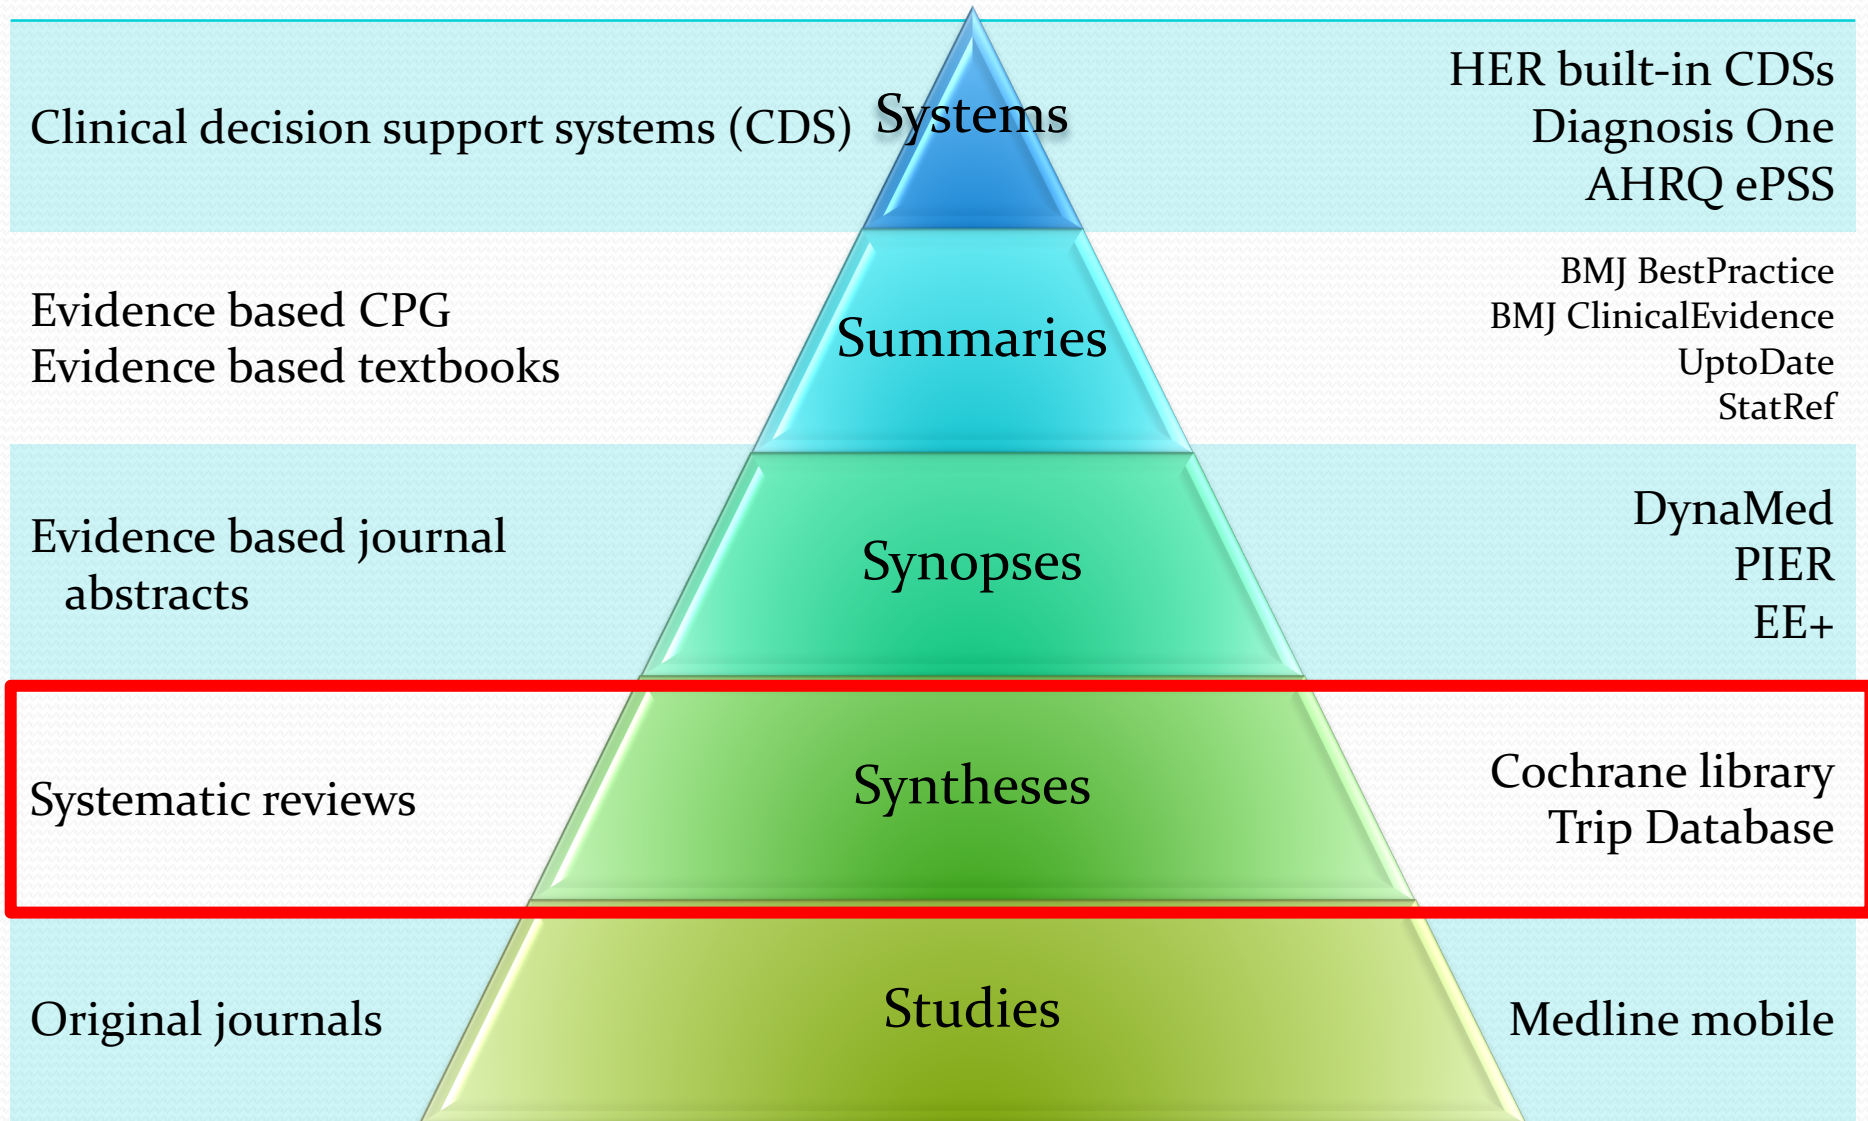 Clinical decision support systems (CDS)
Systems
HER built-in CDSs
Diagnosis One
AHRQ ePSS
Evidence based CPG
Evidence based textbooks
Summaries
BMJ BestPractice
BMJ ClinicalEvidence
UptoDate
StatRef
Evidence based journal
abstracts
Synopses
DynaMed
PIER
EE+
Systematic reviews
Syntheses
Cochrane library
Trip Database
Original journals
Studies
Medline mobile